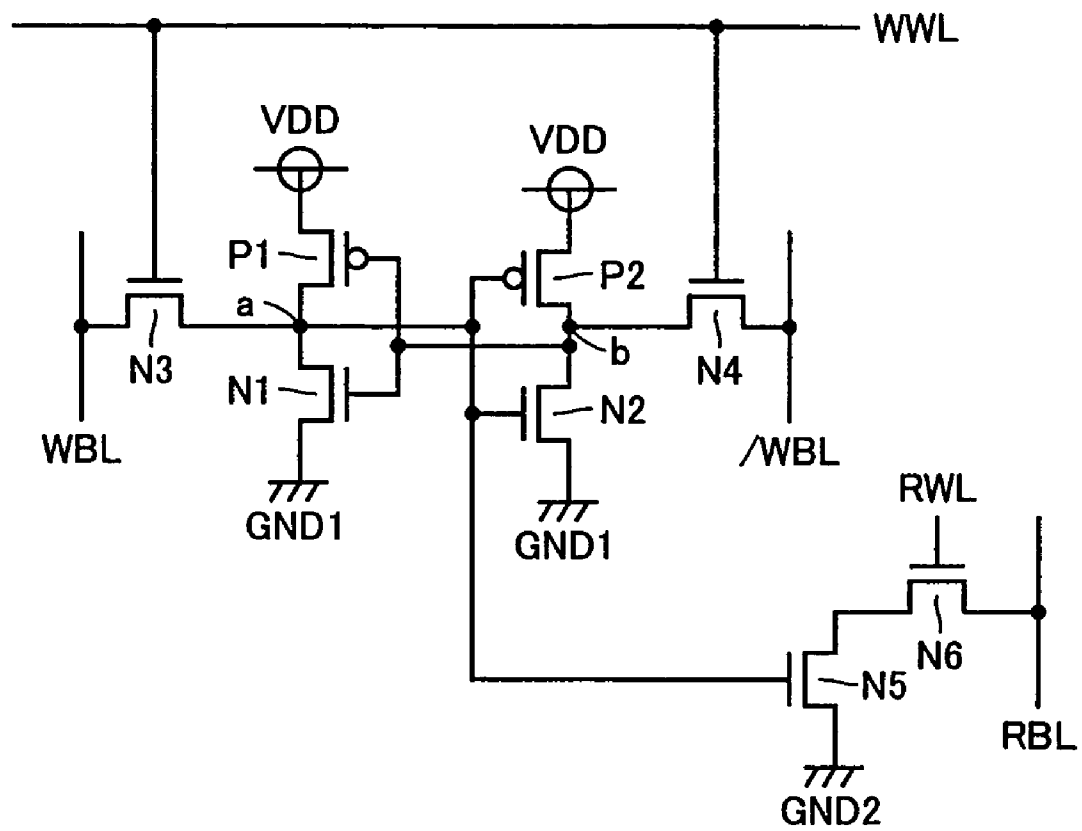 WWL
VDD
VDD
P1
P2
a
b
N3
N4
N1
N2
WBL
/WBL
GND1
GND1
RWL
N6
N5
RBL
GND2